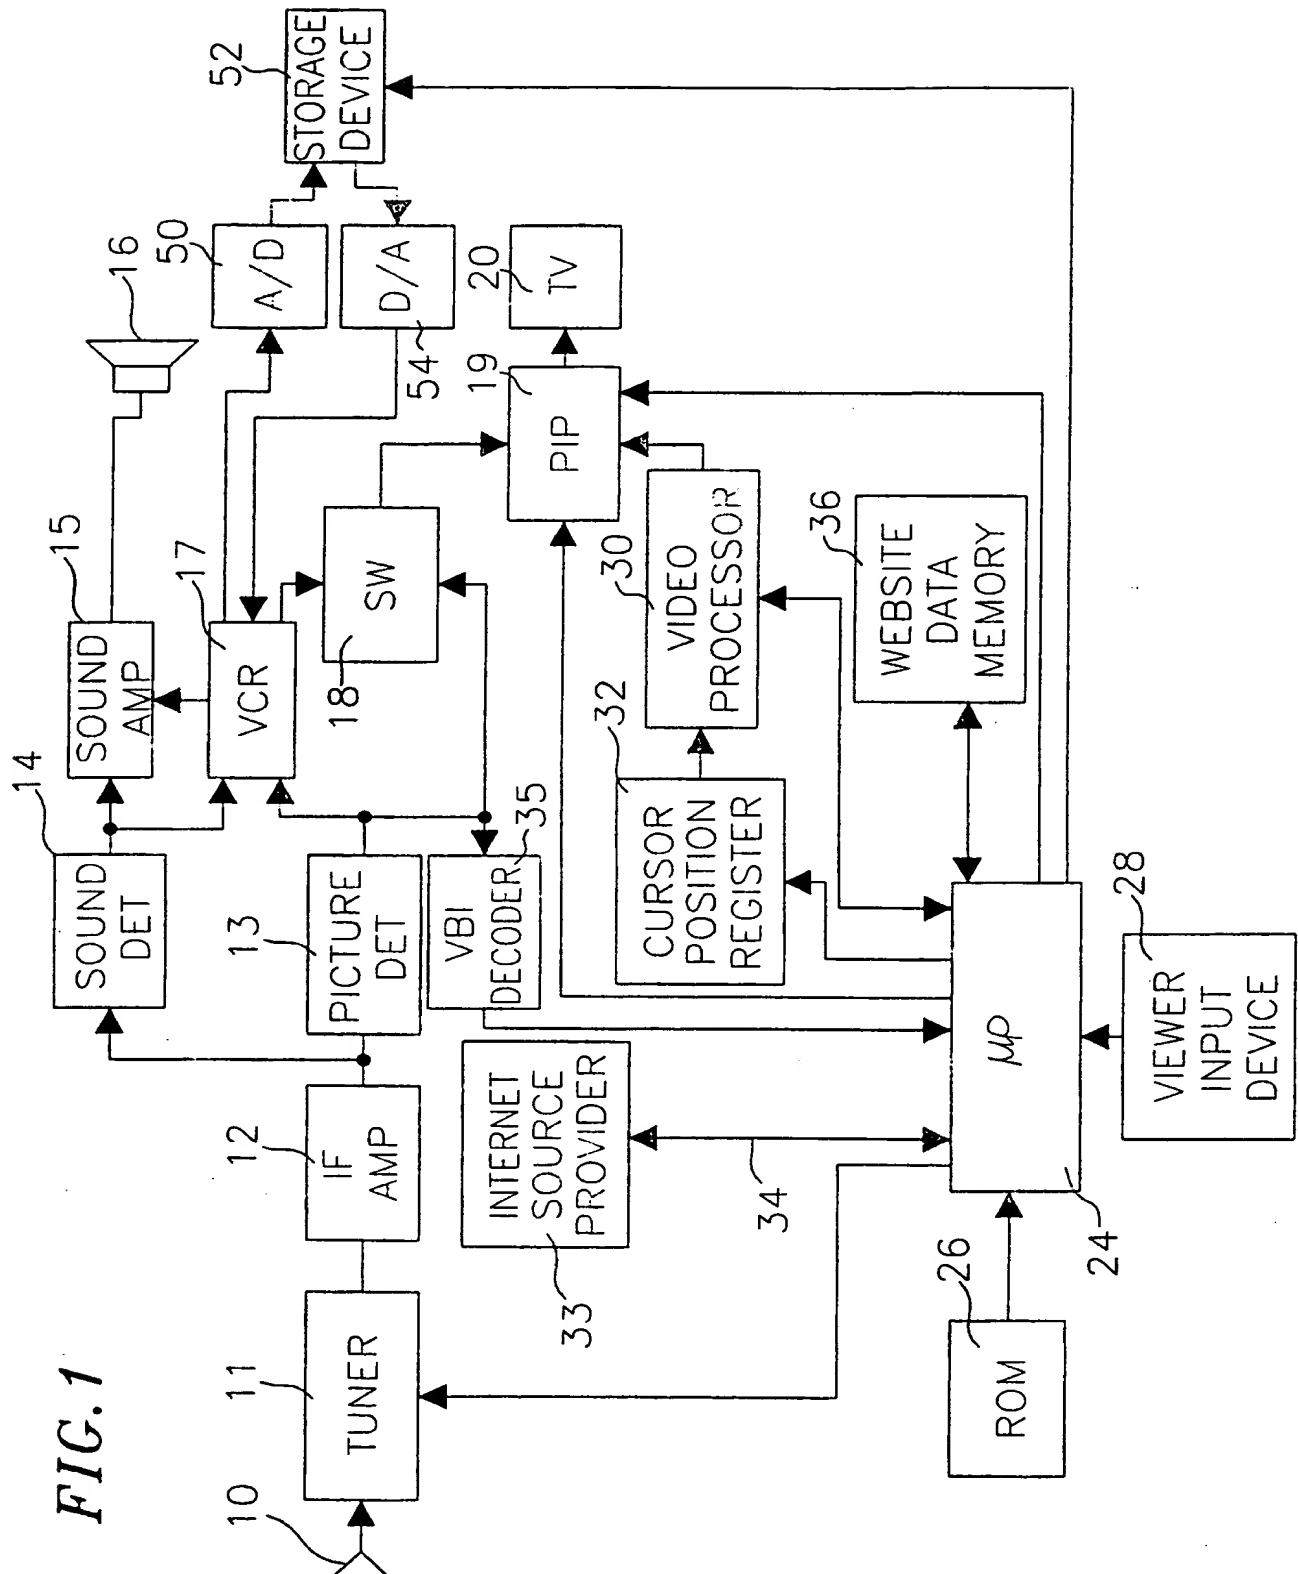 FIG.1
10
11
TUNER
12
IF
AMP
13
PICTURE
DET
14
SOUND
DET
15
SOUND
AMP
16
17
VCR
18
SW
50
A/D
52
STORAGE
DEVICE
D/A
54
19
PIP
20
TV
VBI
DECODER
35
INTERNET
SOURCE
PROVIDER
33
34
32
CURSOR
POSITION
REGISTER
30
VIDEO
PROCESSOR
36
WEBSITE
DATA
MEMORY
μP
24
26
ROM
28
VIEWER
INPUT
DEVICE